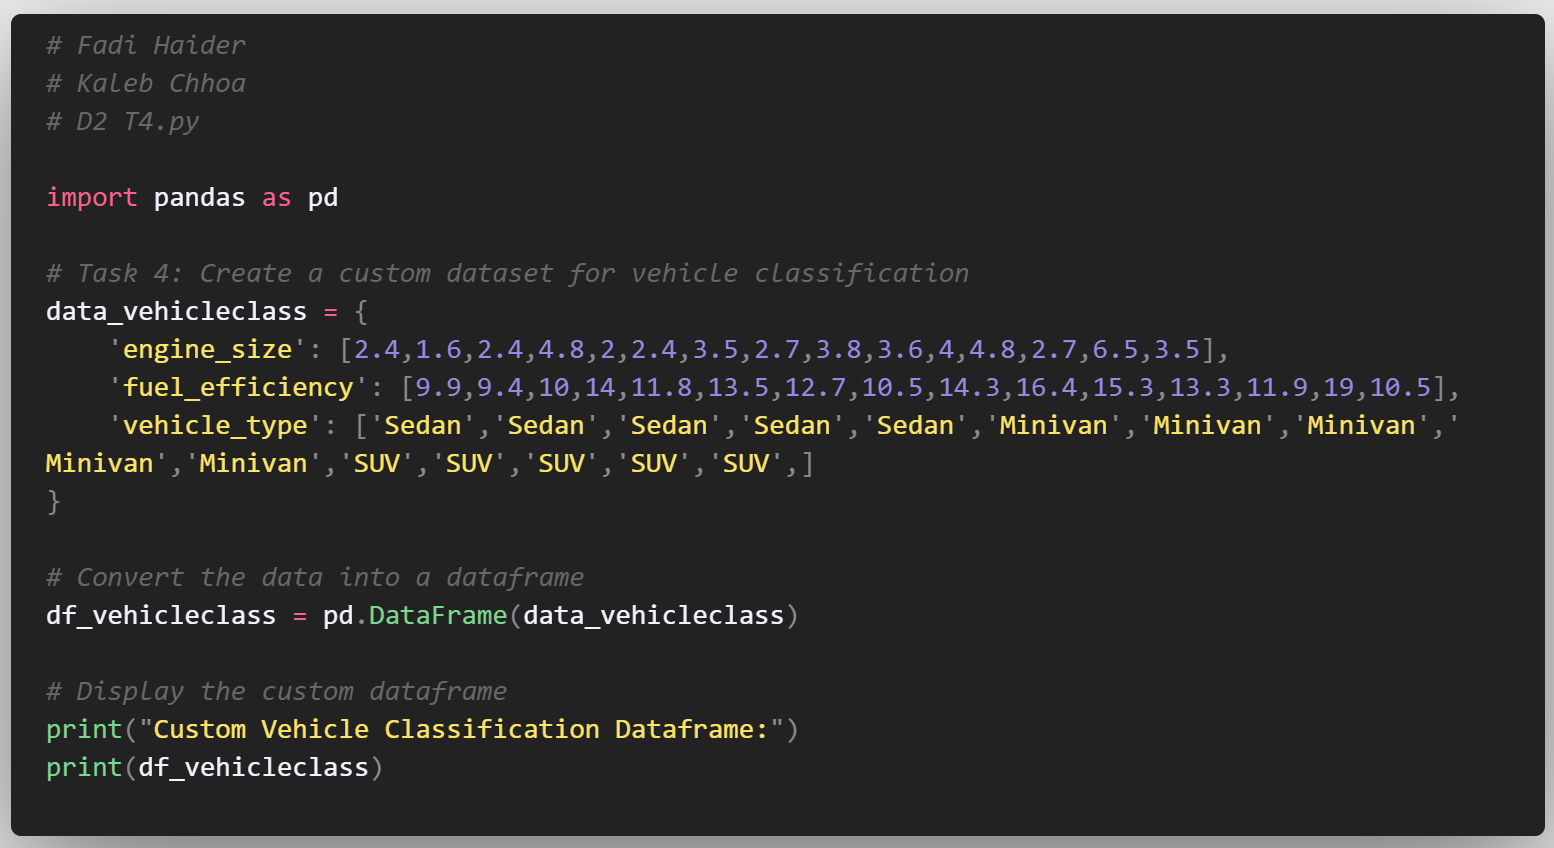 # Fadi Haider
# Kaleb Chhoa
# D2 T4.py
import pandas as pd
# Task 4: Create a custom dataset for vehicle classification
data_vehicleclass = {
    'engine_size': [2.4,1.6,2.4,4.8,2,2.4,3.5,2.7,3.8,3.6,4,4.8,2.7,6.5,3.5],
    'fuel_efficiency': [9.9,9.4,10,14,11.8,13.5,12.7,10.5,14.3,16.4,15.3,13.3,11.9,19,10.5],
    'vehicle_type': ['Sedan','Sedan','Sedan','Sedan','Sedan','Minivan','Minivan','Minivan','
Minivan','Minivan','SUV','SUV','SUV','SUV','SUV',]
}
# Convert the data into a dataframe
df_vehicleclass = pd.DataFrame(data_vehicleclass)
# Display the custom dataframe
print("Custom Vehicle Classification Dataframe:")
print(df_vehicleclass)